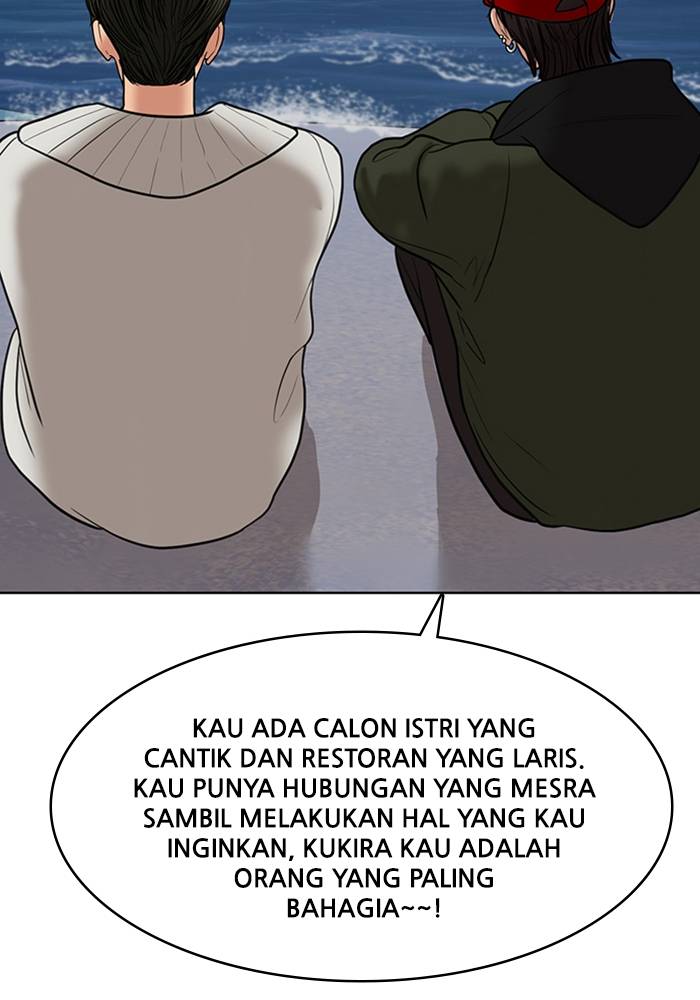 KAU ADA CALON ISTRI YANG
CANTIK DAN RESTORAN YANG LARIS.
KAU PUNYA HUBUNGAN YANG MESRA
SAMBIL MELAKUKAN HAL YANG KAU
INGINKAN, KUKIRA KAU ADALAH
ORANG YANG PALING
BAHAGIA~~!